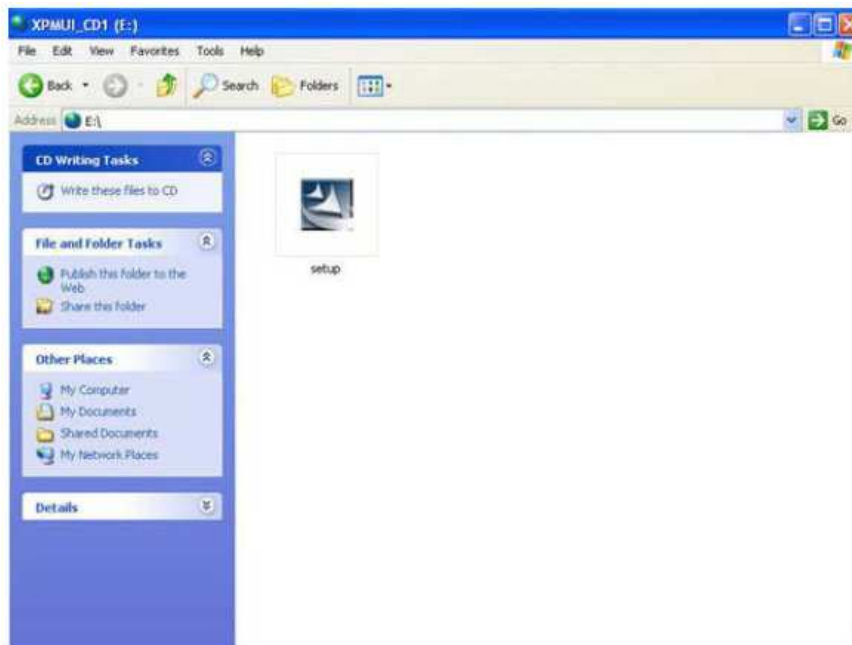 XPMUI_CD1 (E:)
File Edit View Favorites Tools Help
Back Search Folders
Address E:\ Go
CD Writing Tasks
Write these files to CD
File and Folder Tasks
Publish this folder to the
Web
Share this folder
Other Places
My Computer
My Documents
Shared Documents
My Network Places
Details
setup